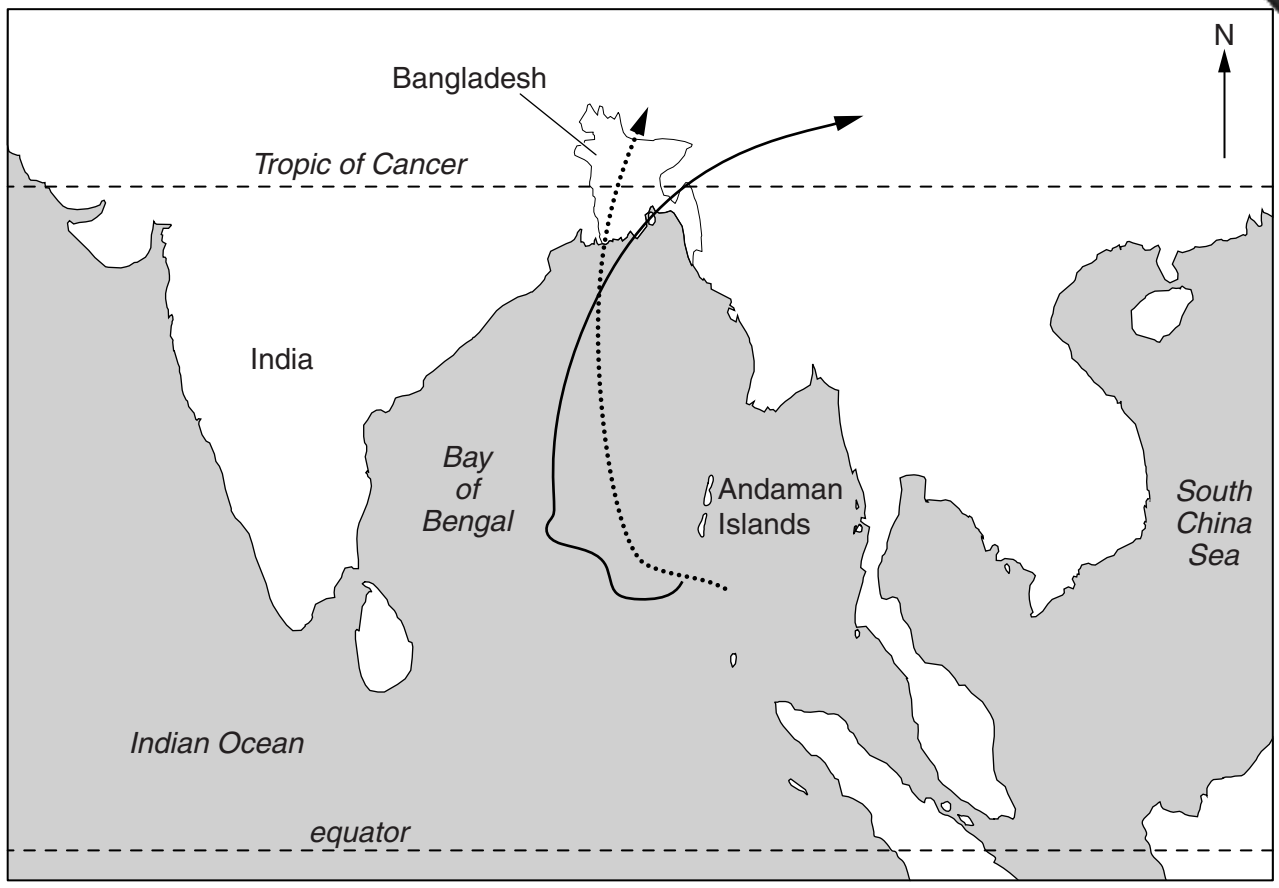 N
Bangladesh
Tropic of Cancer
India
Bay
of
Bengal
Andaman
Islands
South
China
Sea
Indian Ocean
equator